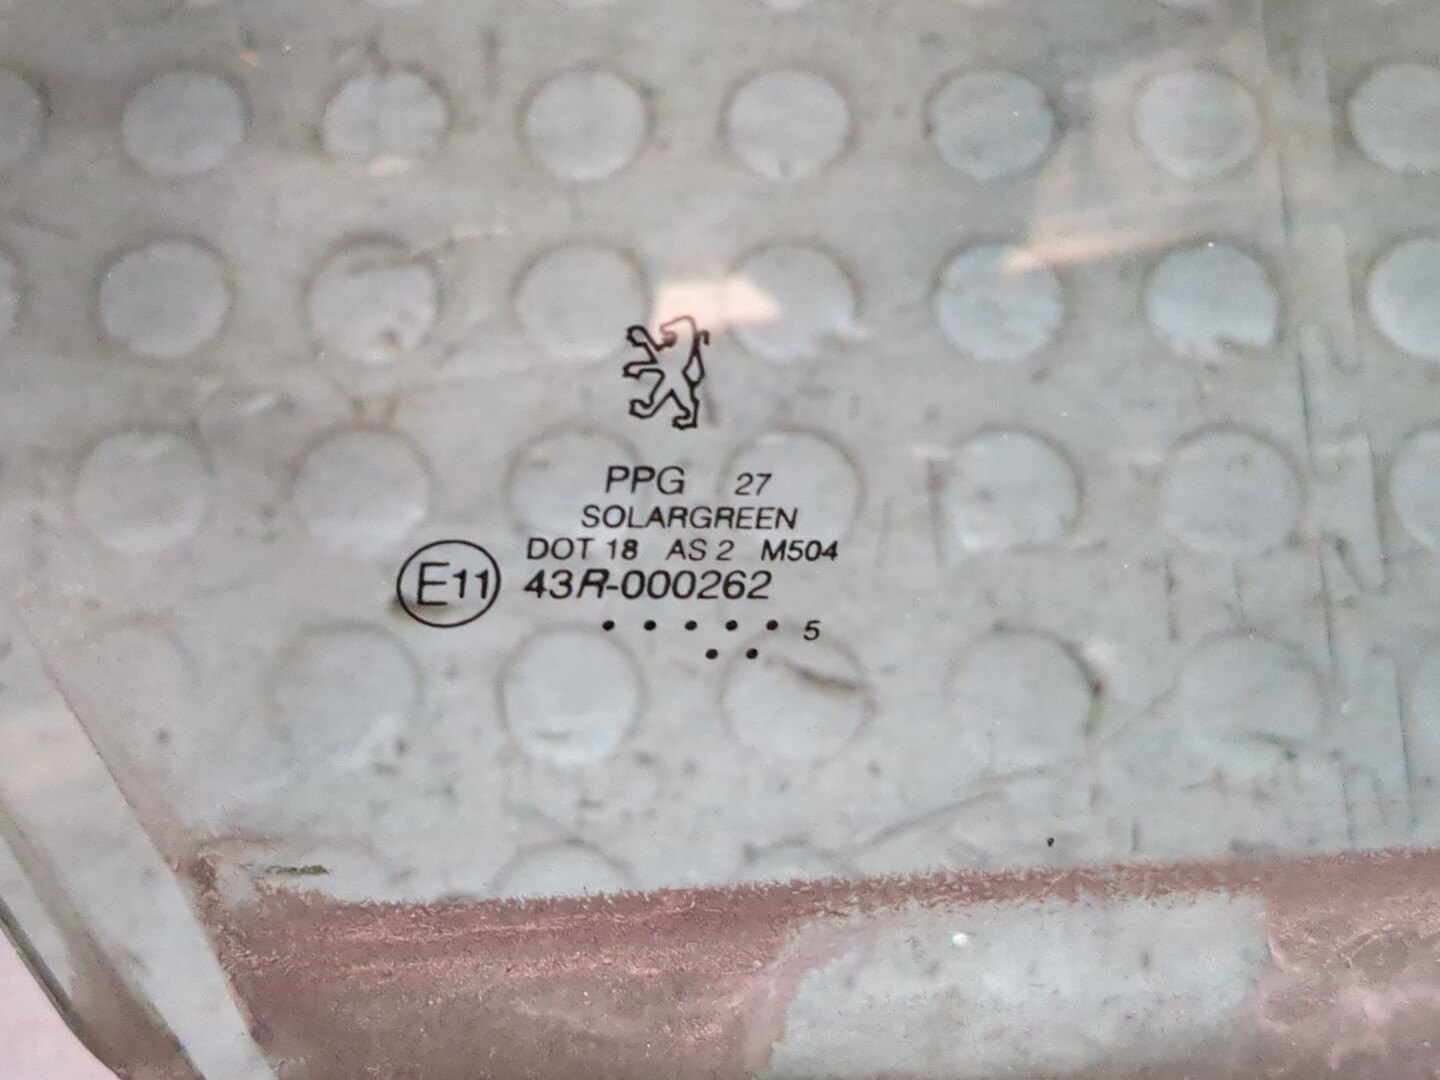 PPG 27
SOLARGREEN
DOT 18 AS 2 M504
E11 43R-000262
• • • • • 5
• •